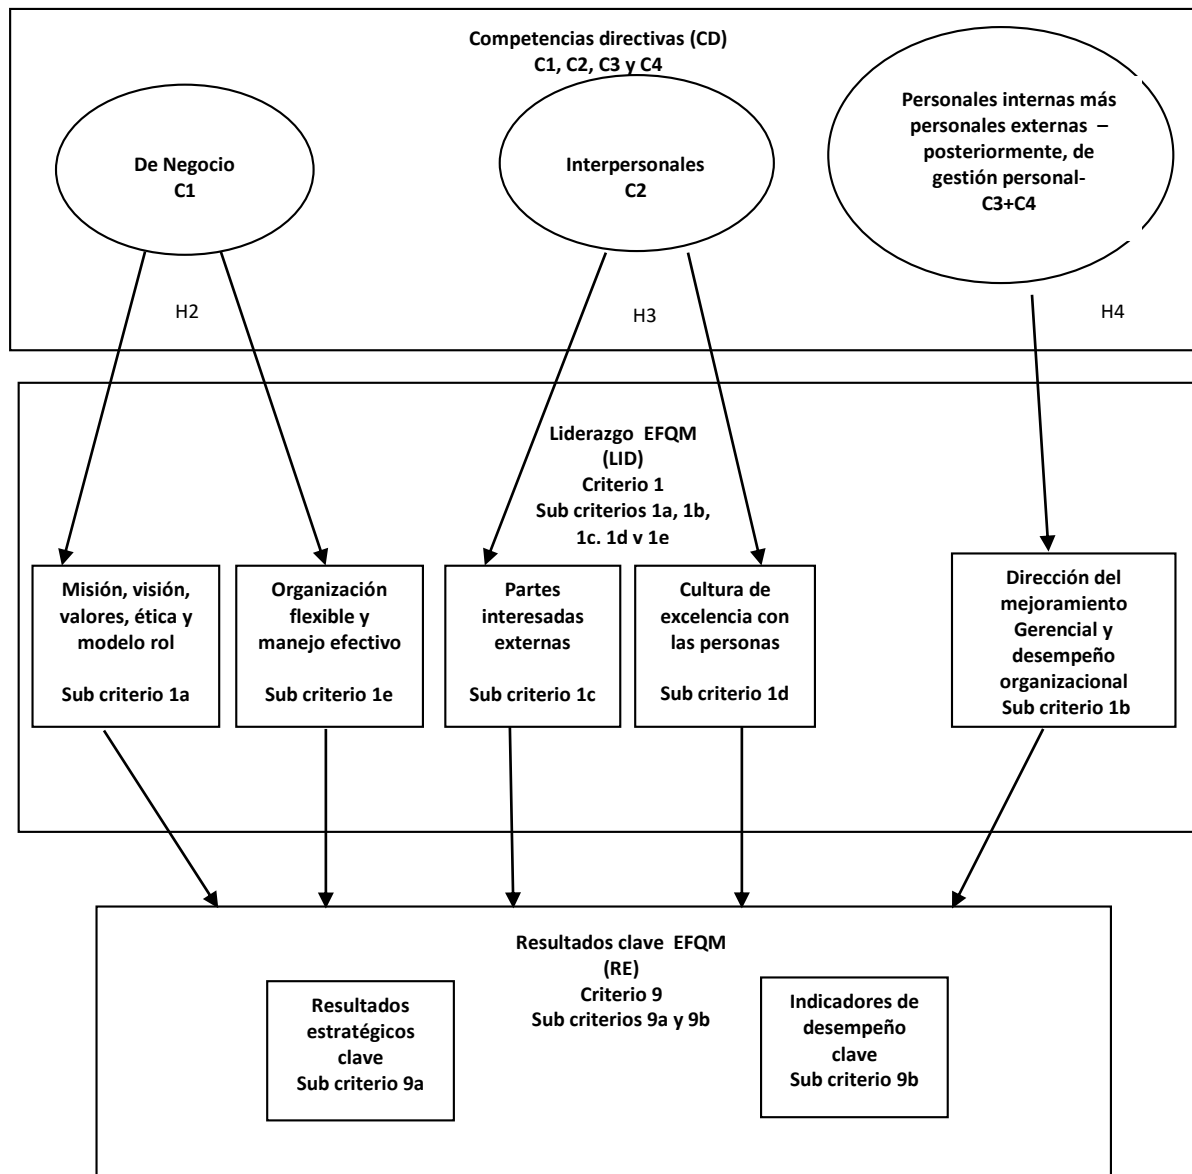 Competencias directivas (CD)
C1, C2, C3 y C4
De Negocio
C1
Interpersonales
C2
Personales internas más
personales externas –
posteriormente, de
gestión personal-
C3+C4
H2
H3
H4
Liderazgo EFQM
(LID)
Criterio 1
Sub criterios 1a, 1b,
1c. 1d v 1e
Misión, visión,
valores, ética y
modelo rol
Sub criterio 1a
Organización
flexible y
manejo efectivo
Sub criterio 1e
Partes
interesadas
externas
Sub criterio 1c
Cultura de
excelencia con
las personas
Sub criterio 1d
Dirección del
mejoramiento
Gerencial y
desempeño
organizacional
Sub criterio 1b
Resultados clave EFQM
(RE)
Criterio 9
Sub criterios 9a y 9b
Resultados
estratégicos
clave
Sub criterio 9a
Indicadores de
desempeño
clave
Sub criterio 9b